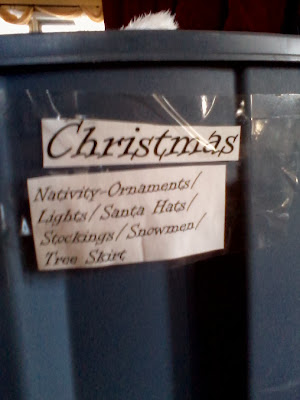 Christmas
Nativity-Ornaments/
Lights/Santa Hats/
Stockings/Snowmen/
Tree Skirt